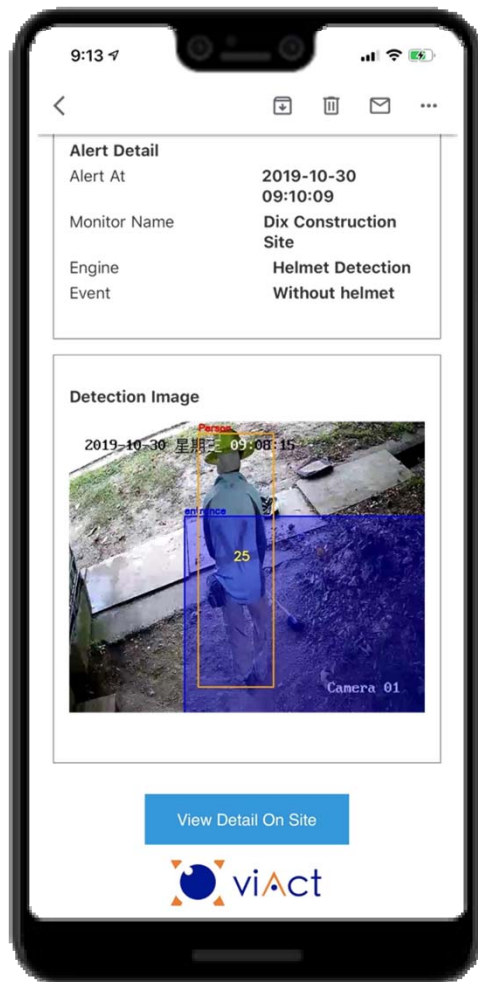 9:13
Alert Detail
Alert At 2019-10-30
09:10:09
Monitor Name Dix Construction
Site
Engine Helmet Detection
Event Without helmet
Detection Image
Person
2019-10-30 星期三 09:08:15
entrance
25
Camera 01
View Detail On Site
viAct